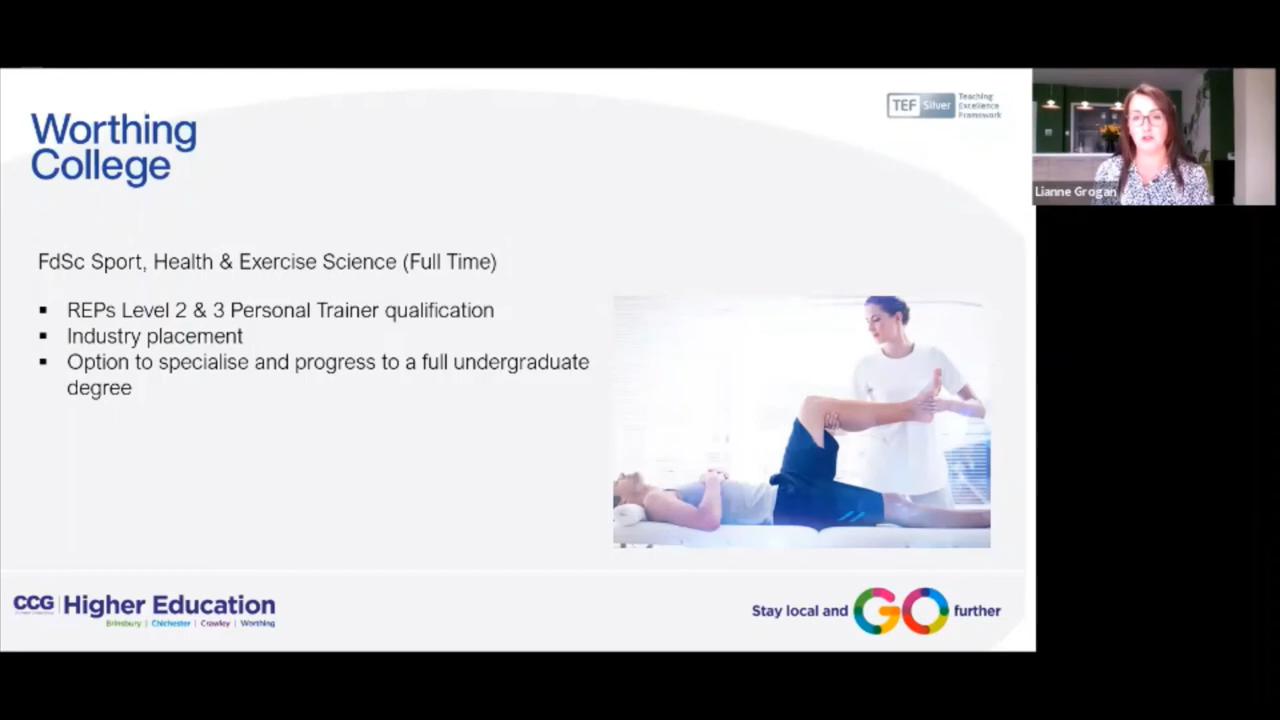 Worthing
College
TEF Silver
Teaching
Excellence
Framework
Lianne Grogan
FdSc Sport, Health & Exercise Science (Full Time)
▪ REPs Level 2 & 3 Personal Trainer qualification
▪ Industry placement
▪ Option to specialise and progress to a full undergraduate
degree
CCG | Higher Education
Brinsbury | Chichester | Crawley | Worthing
Stay local and GO further